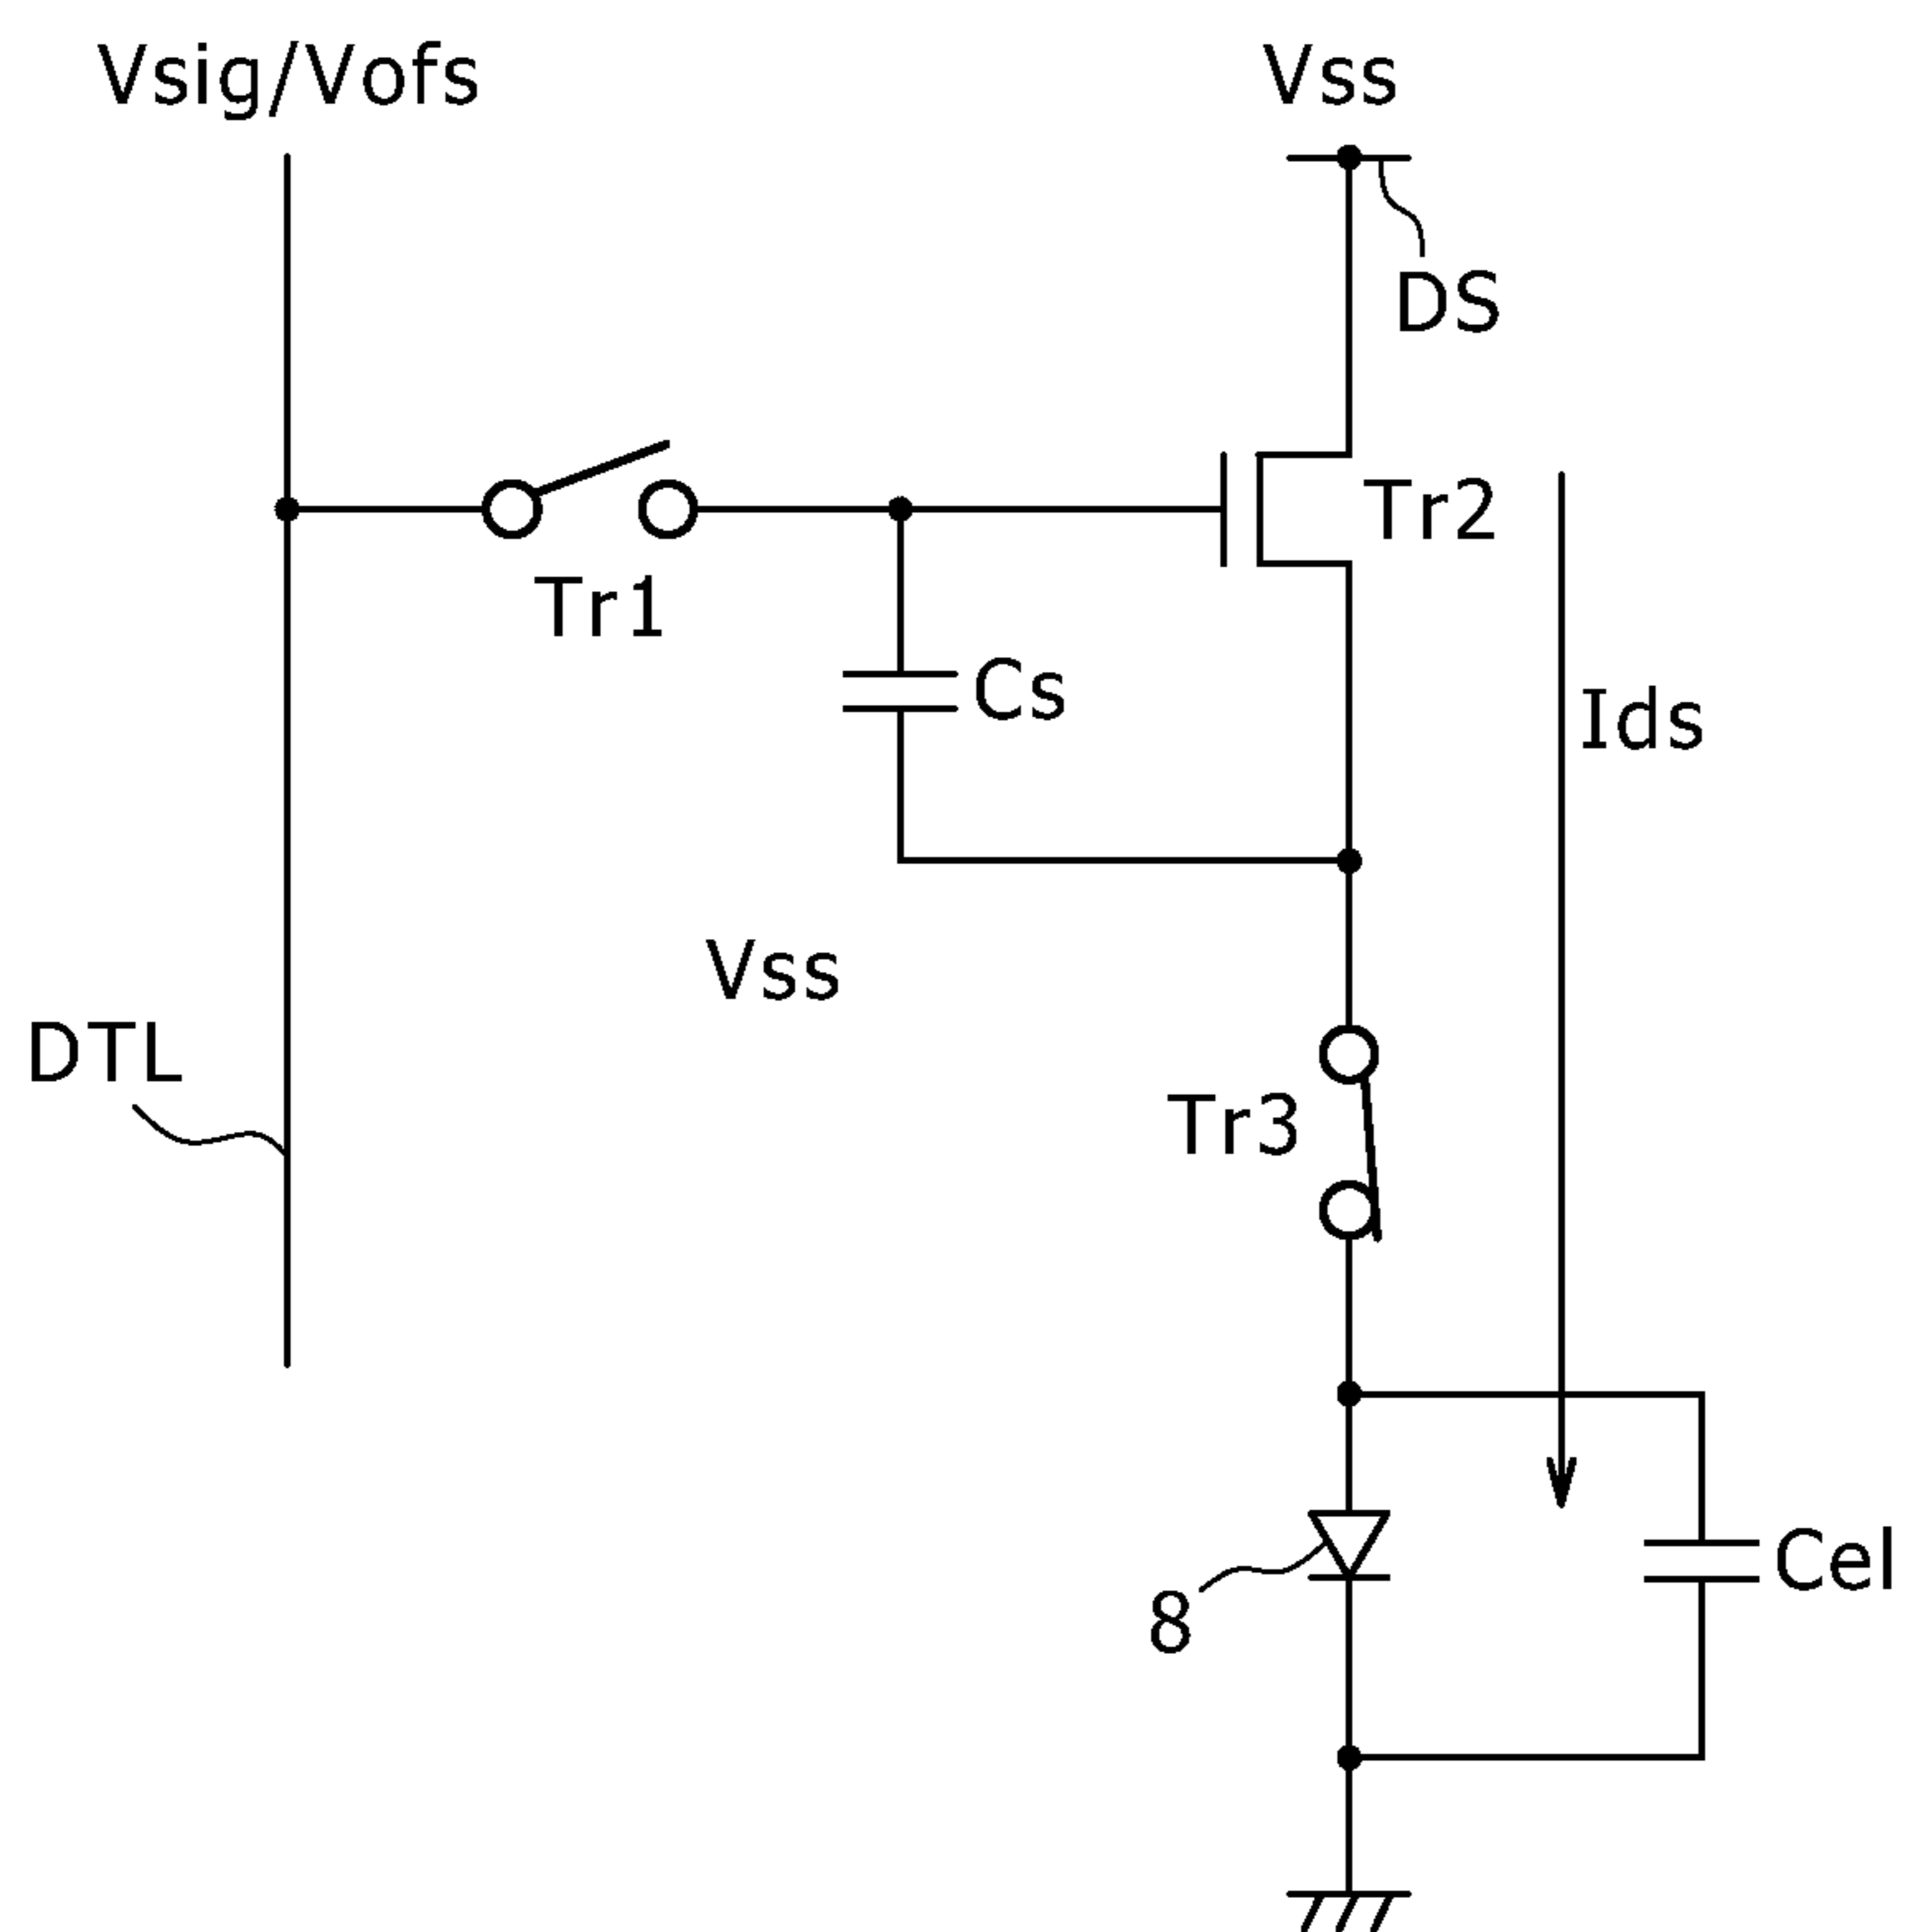 Vsig/Vofs
Vss
DS
Tr2
Tr1
Cs
Ids
Vss
DTL
Tr3
Cel
8